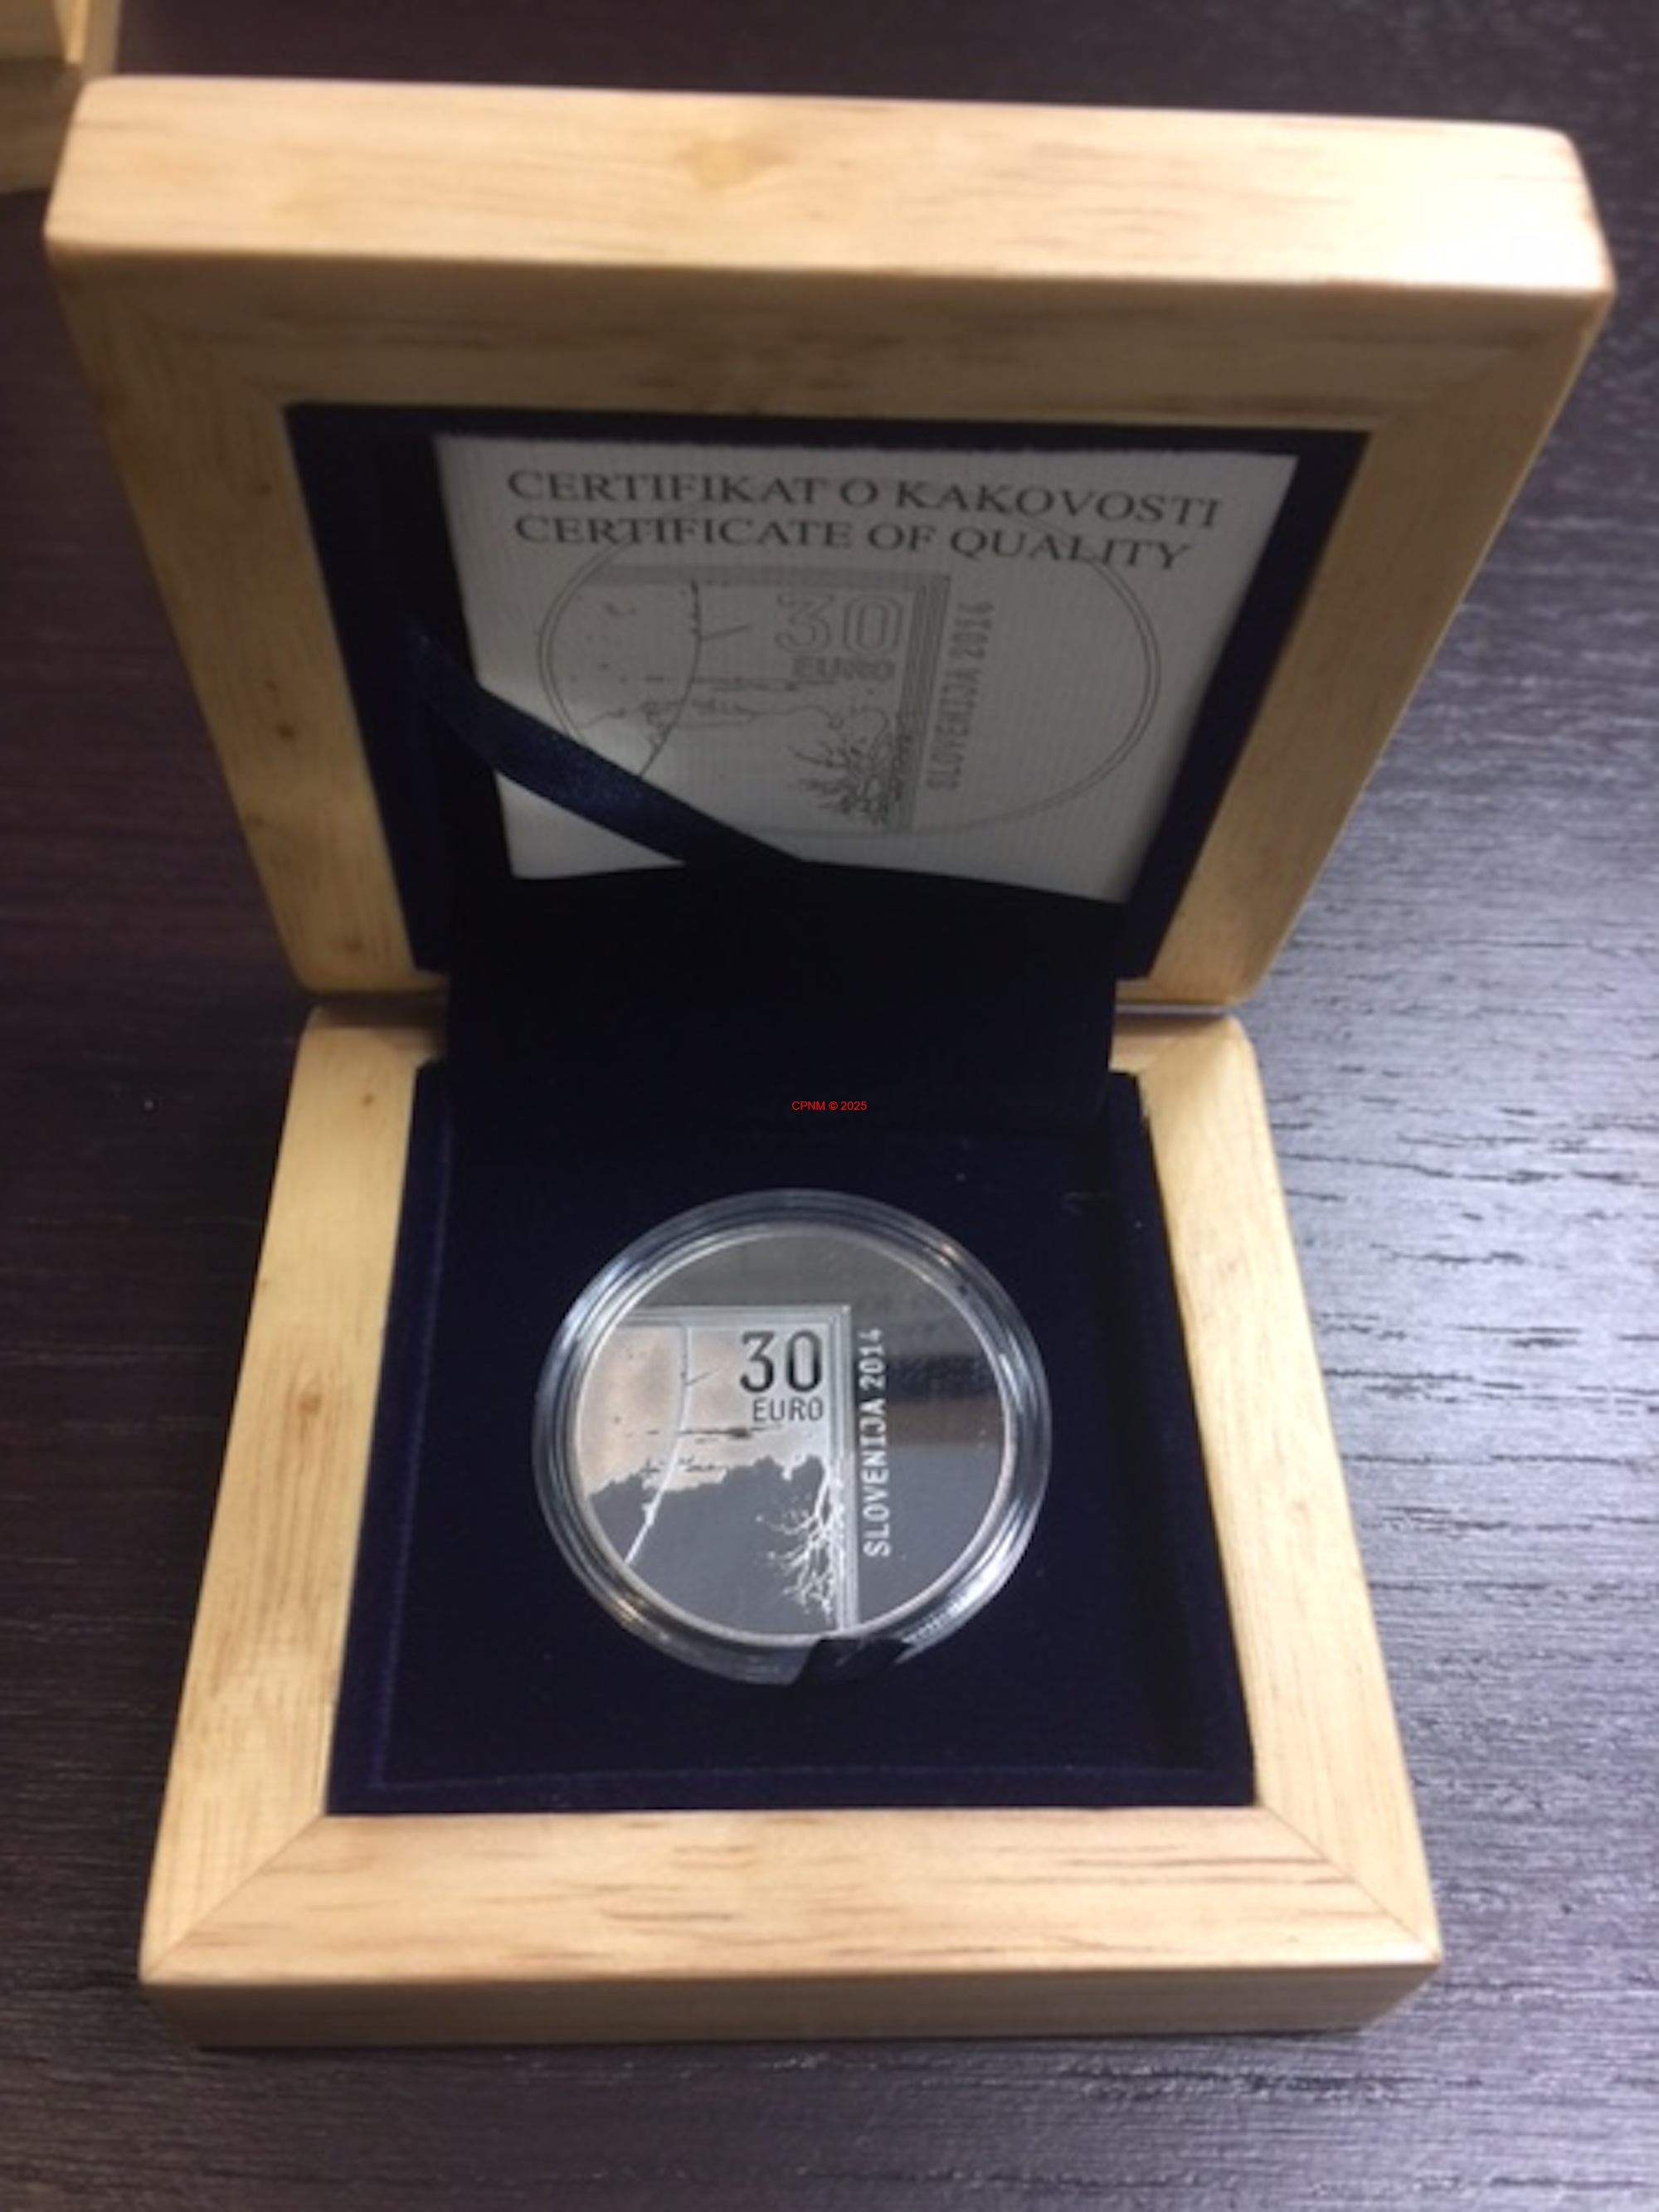 CERTIFIKAT O KAKOVOSTI
CERTIFICATE OF QUALITY
30
EURO
SLOVENIJA 2014
CPNM © 2025
30
EURO
SLOVENIJA 2014